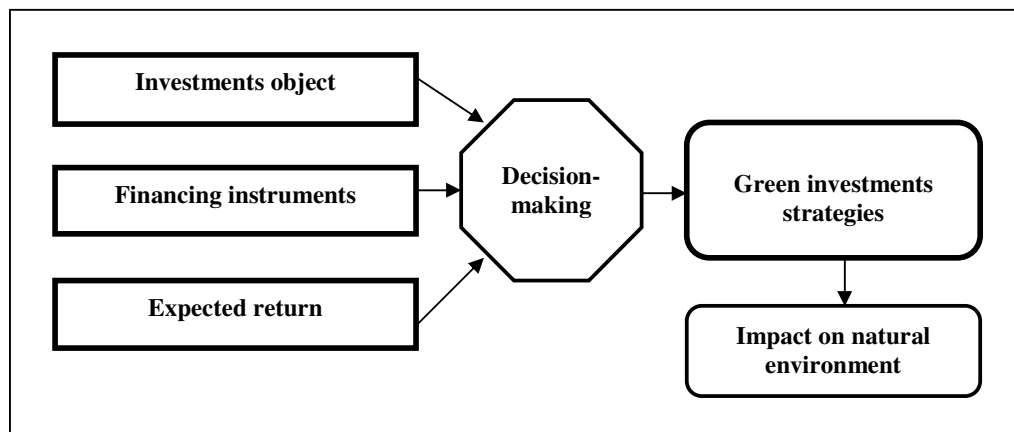 Investments object
Financing instruments
Expected return
Decision-
making
Green investments
strategies
Impact on natural
environment